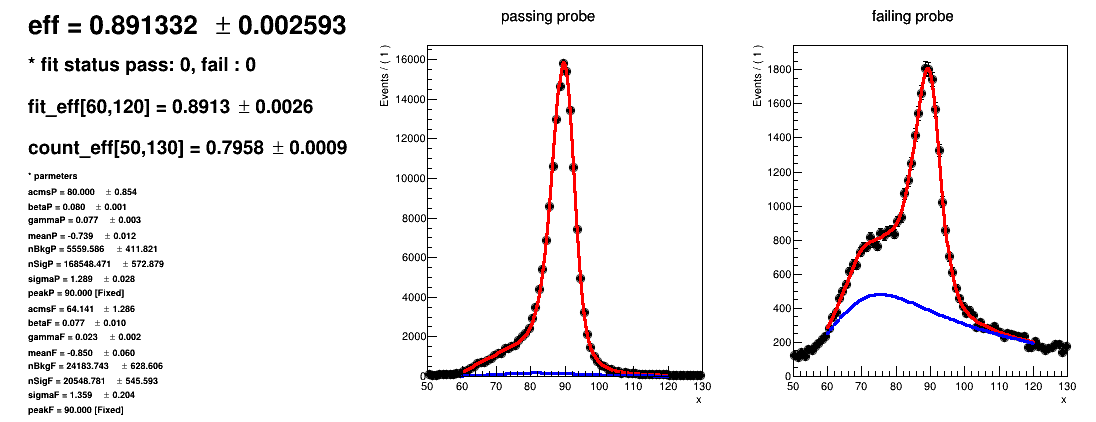 eff = 0.891332 ± 0.002593
* fit status pass: 0, fail : 0
fit_eff[60,120] = 0.8913 ± 0.0026
count_eff[50,130] = 0.7958 ± 0.0009
* parmeters
acmsP = 80.000 ± 0.854
betaP = 0.080 ± 0.001
gammaP = 0.077 ± 0.003
meanP = -0.739 ± 0.012
nBkgP = 5559.586 ± 411.821
nSigP = 168548.471 ± 572.879
sigmaP = 1.289 ± 0.028
peakP = 90.000 [Fixed]
acmsF = 64.141 ± 1.286
betaF = 0.077 ± 0.010
gammaF = 0.023 ± 0.002
meanF = -0.850 ± 0.060
nBkgF = 24183.743 ± 628.606
nSigF = 20548.781 ± 545.593
sigmaF = 1.359 ± 0.204
peakF = 90.000 [Fixed]
passing probe
Events / ( 1 )
16000
14000
12000
10000
8000
6000
4000
2000
0
50 60 70 80 90 100 110 120 130
x
failing probe
Events / ( 1 )
1800
1600
1400
1200
1000
800
600
400
200
0
50 60 70 80 90 100 110 120 130
x